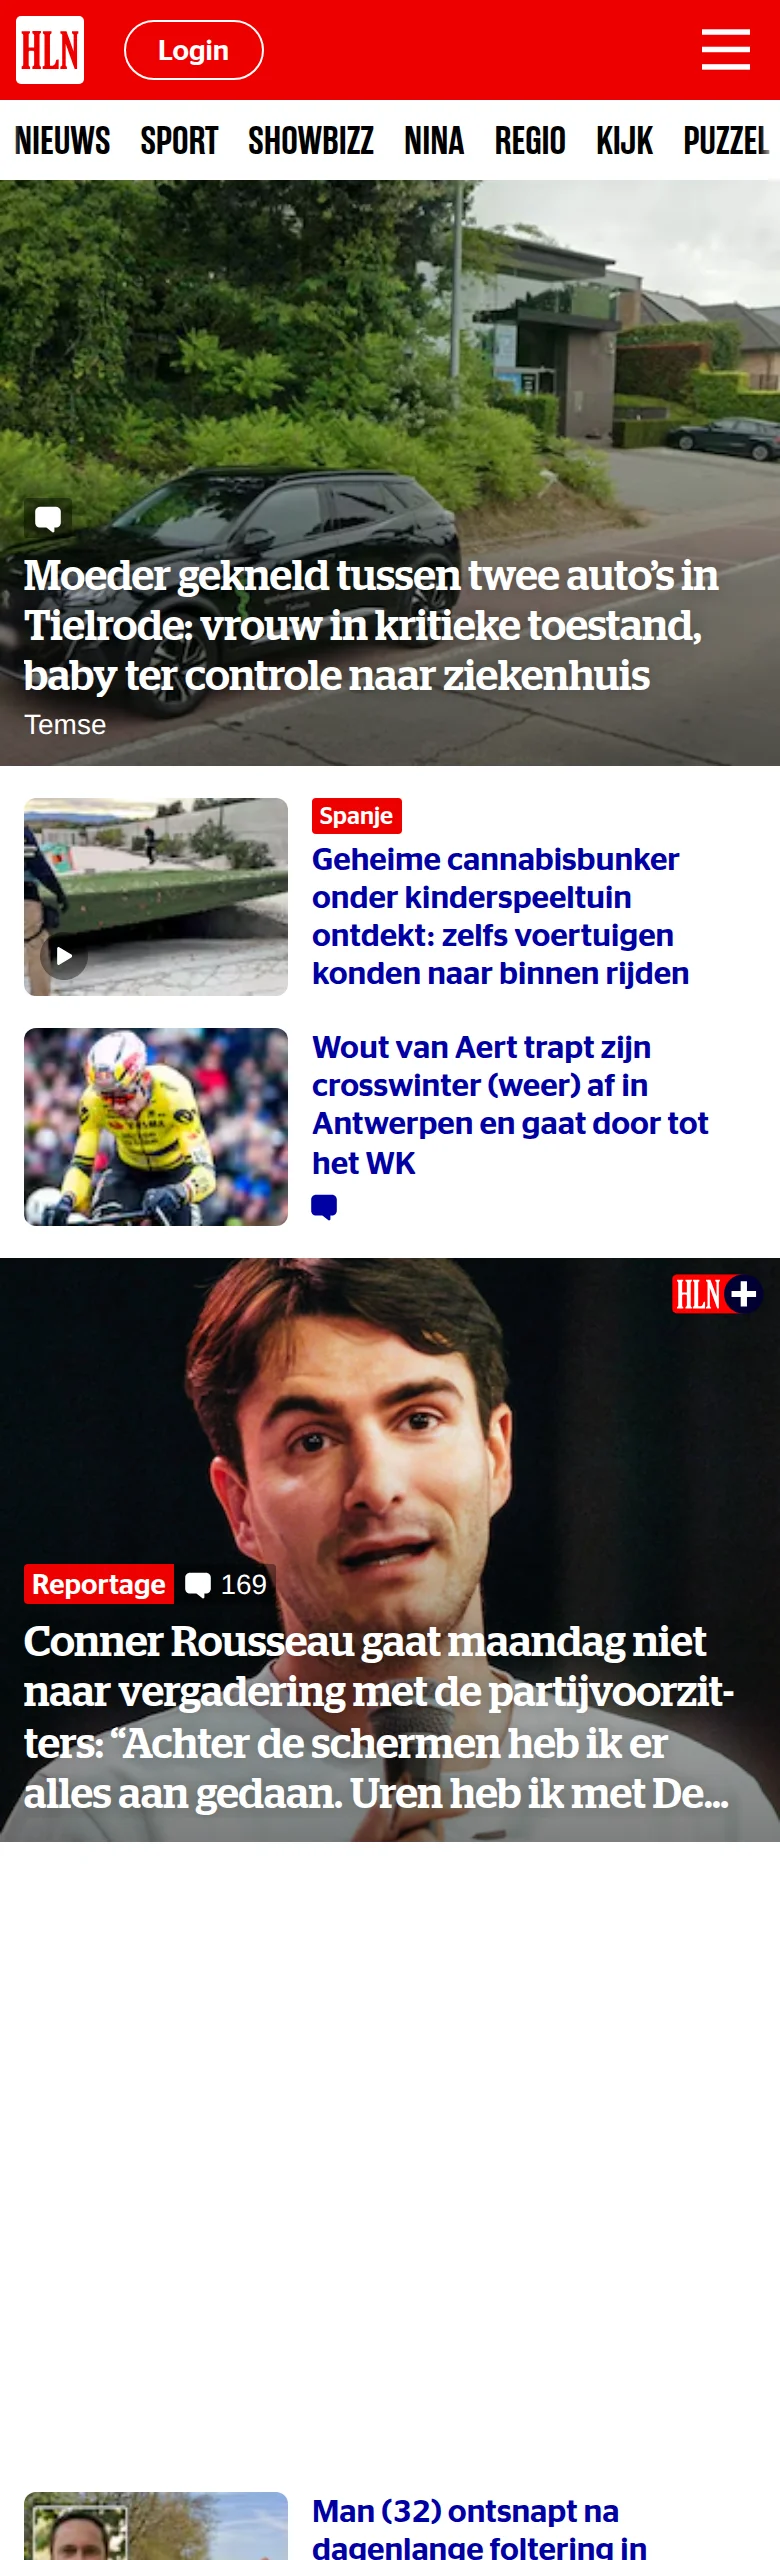 HLN
Login
NIEUWS SPORT SHOWBIZZ NINA REGIO KIJK PUZZEL
Moeder gekneld tussen twee auto’s in
Tielrode: vrouw in kritieke toestand,
baby ter controle naar ziekenhuis
Temse
Spanje
Geheime cannabisbunker
onder kinderspeeltuin
ontdekt: zelfs voertuigen
konden naar binnen rijden
Wout van Aert trapt zijn
crosswinter (weer) af in
Antwerpen en gaat door tot
het WK
HLN+
Reportage 169
Conner Rousseau gaat maandag niet
naar vergadering met de partijvoorzit-
ters: “Achter de schermen heb ik er
alles aan gedaan. Uren heb ik met De...
Man (32) ontsnapt na
dagenlange foltering in